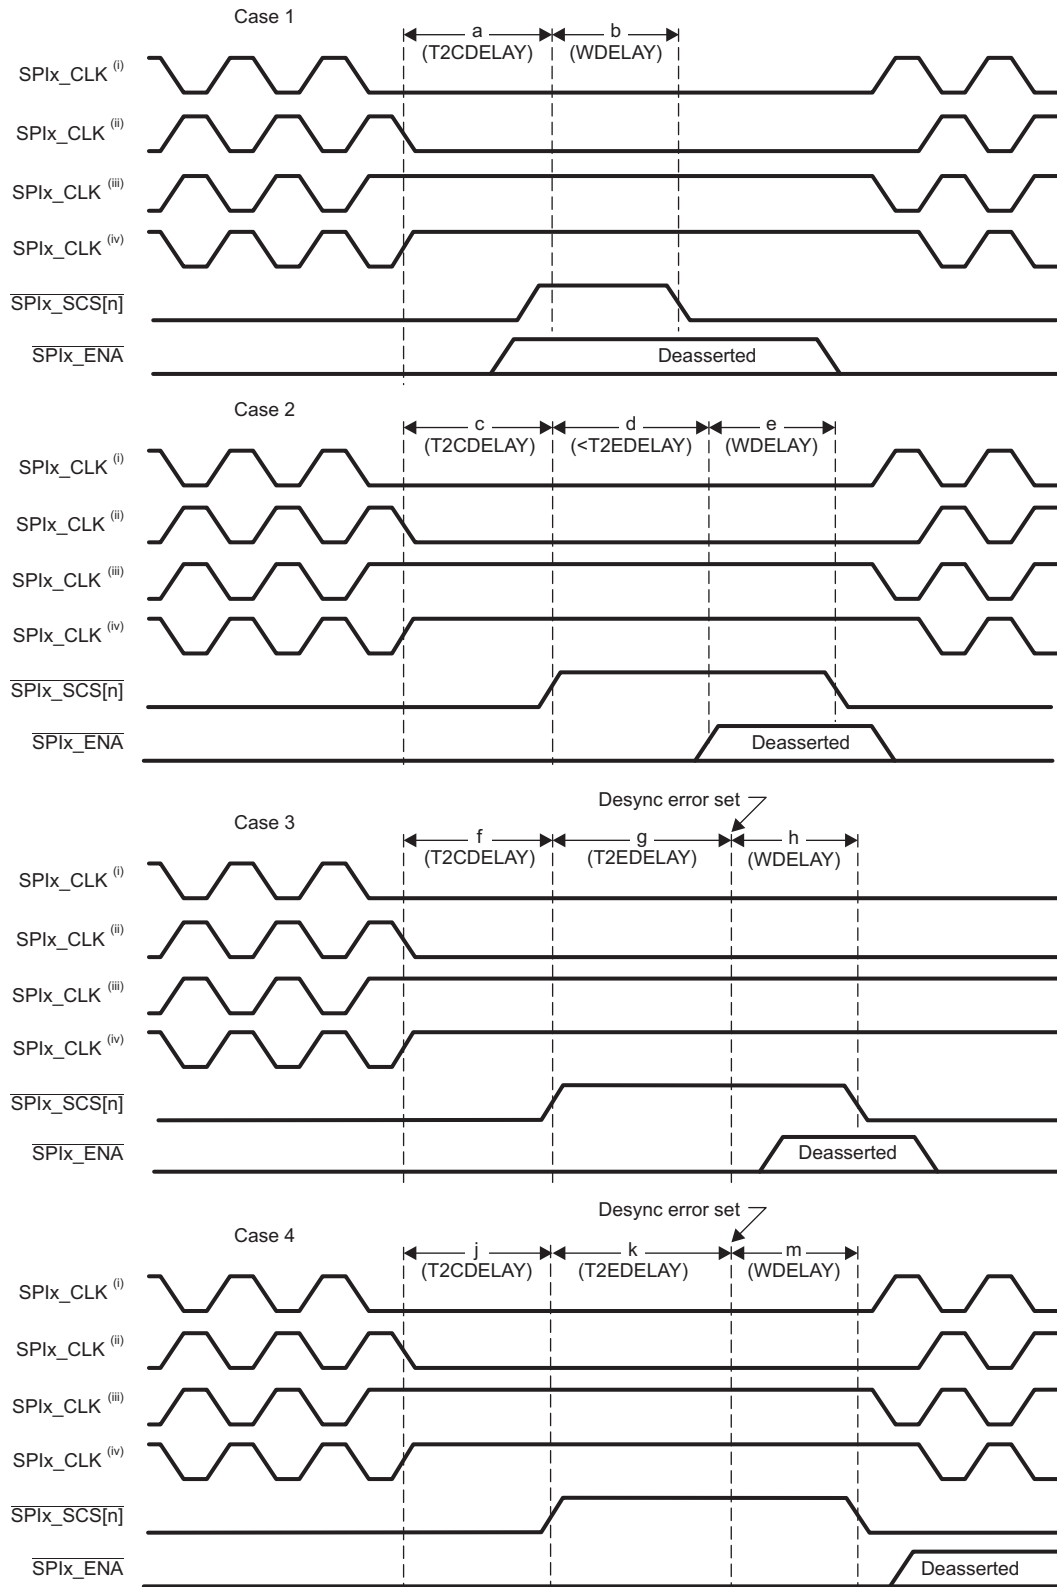 Case 1
a
(T2CDELAY)
b
(WDELAY)
SPIx_CLK (i)
SPIx_CLK (ii)
SPIx_CLK (iii)
SPIx_CLK (iv)
SPIx_SCS[n]
SPIx_ENA
Deasserted
Case 2
c
(T2CDELAY)
d
(<T2EDELAY)
e
(WDELAY)
SPIx_CLK (i)
SPIx_CLK (ii)
SPIx_CLK (iii)
SPIx_CLK (iv)
SPIx_SCS[n]
SPIx_ENA
Deasserted
Desync error set
Case 3
f
(T2CDELAY)
g
(T2EDELAY)
h
(WDELAY)
SPIx_CLK (i)
SPIx_CLK (ii)
SPIx_CLK (iii)
SPIx_CLK (iv)
SPIx_SCS[n]
SPIx_ENA
Deasserted
Desync error set
Case 4
j
(T2CDELAY)
k
(T2EDELAY)
m
(WDELAY)
SPIx_CLK (i)
SPIx_CLK (ii)
SPIx_CLK (iii)
SPIx_CLK (iv)
SPIx_SCS[n]
SPIx_ENA
Deasserted